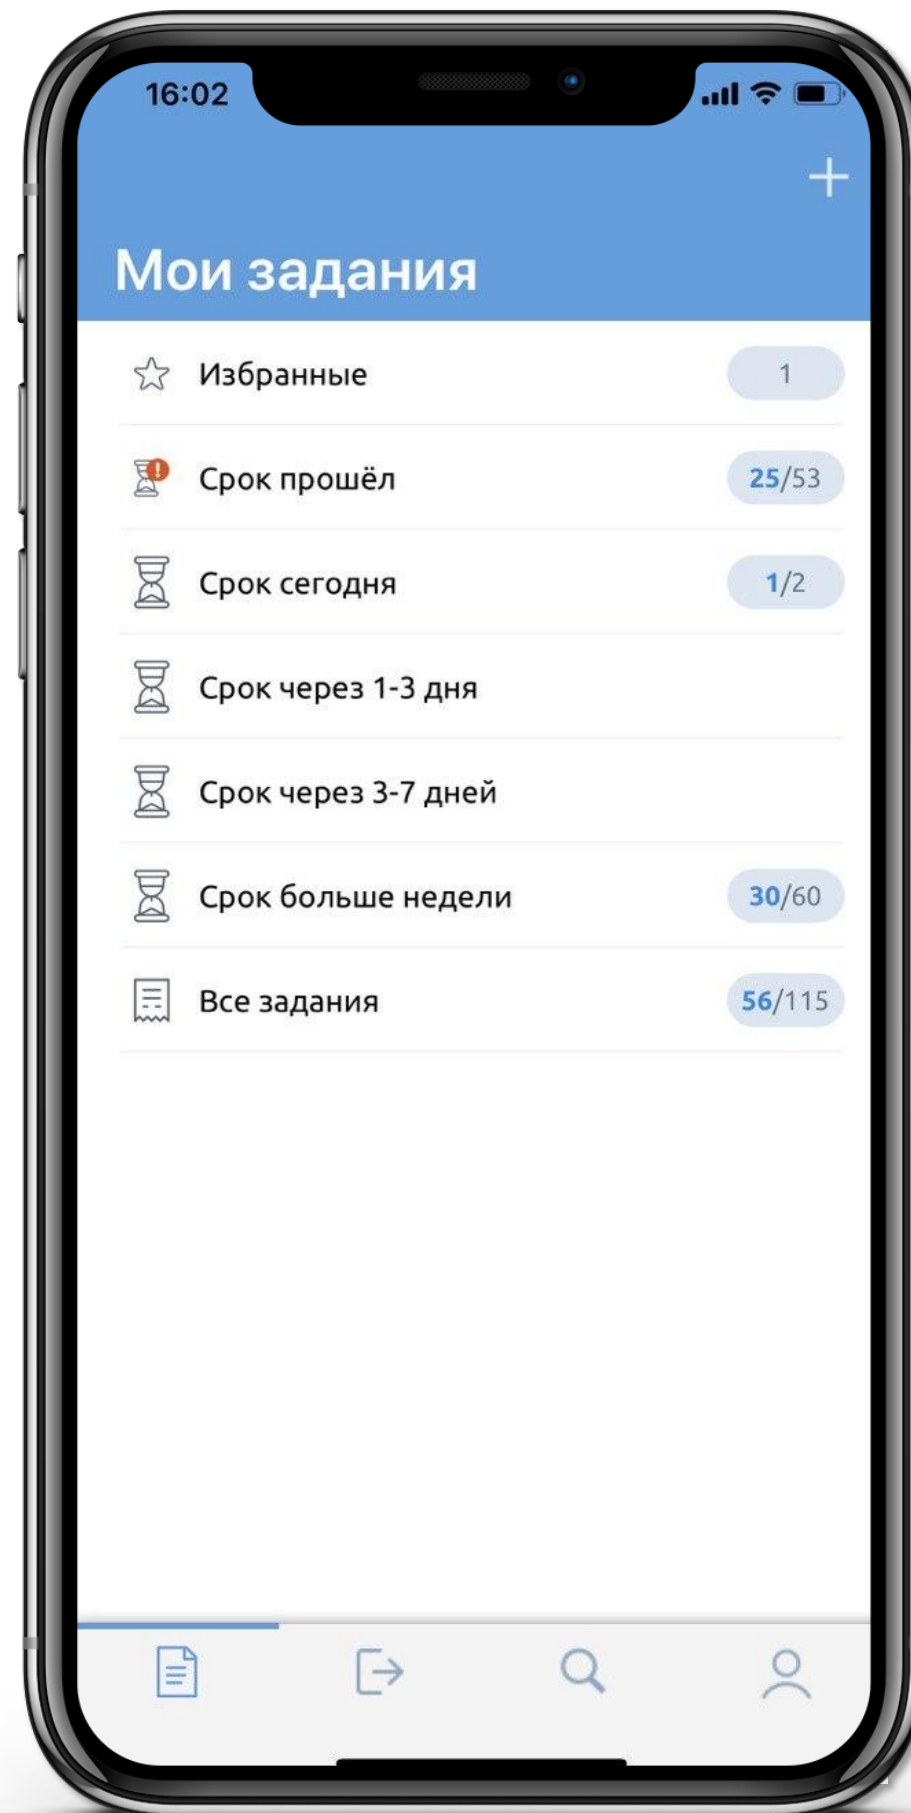 16:02
Мои задания
Избранные 1
Срок прошёл 25/53
Срок сегодня 1/2
Срок через 1-3 дня
Срок через 3-7 дней
Срок больше недели 30/60
Все задания 56/115